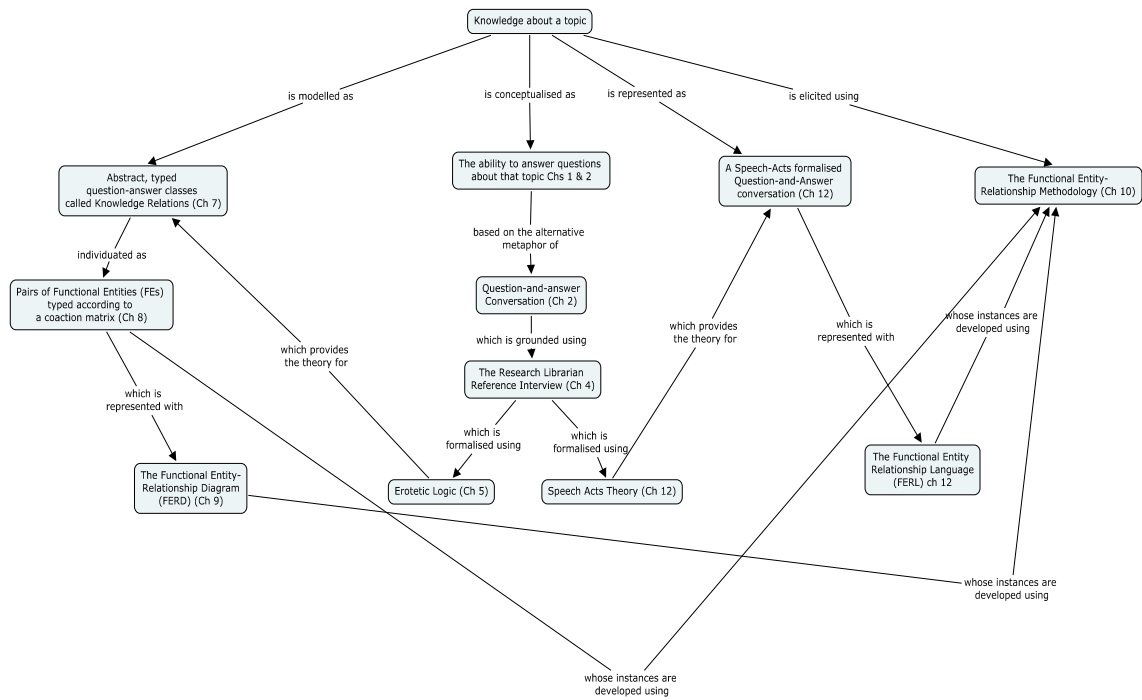 Knowledge about a topic
is modelled as
is conceptualised as
is represented as
is elicited using
Abstract, typed
question-answer classes
called Knowledge Relations (Ch 7)
The ability to answer questions
about that topic Chs 1 & 2
A Speech-Acts formalised
Question-and-Answer
conversation (Ch 12)
The Functional Entity-
Relationship Methodology (Ch 10)
individuated as
based on the alternative
metaphor of
Pairs of Functional Entities (FEs)
typed according to
a coaction matrix (Ch 8)
Question-and-answer
Conversation (Ch 2)
which provides
the theory for
which is grounded using
which provides
the theory for
which is
represented with
whose instances are
developed using
The Research Librarian
Reference Interview (Ch 4)
which is
represented with
which is
formalised using
which is
formalised using
The Functional Entity-
Relationship Diagram
(FERD) (Ch 9)
Erotetic Logic (Ch 5)
Speech Acts Theory (Ch 12)
The Functional Entity
Relationship Language
(FERL) ch 12
whose instances are
developed using
whose instances are
developed using